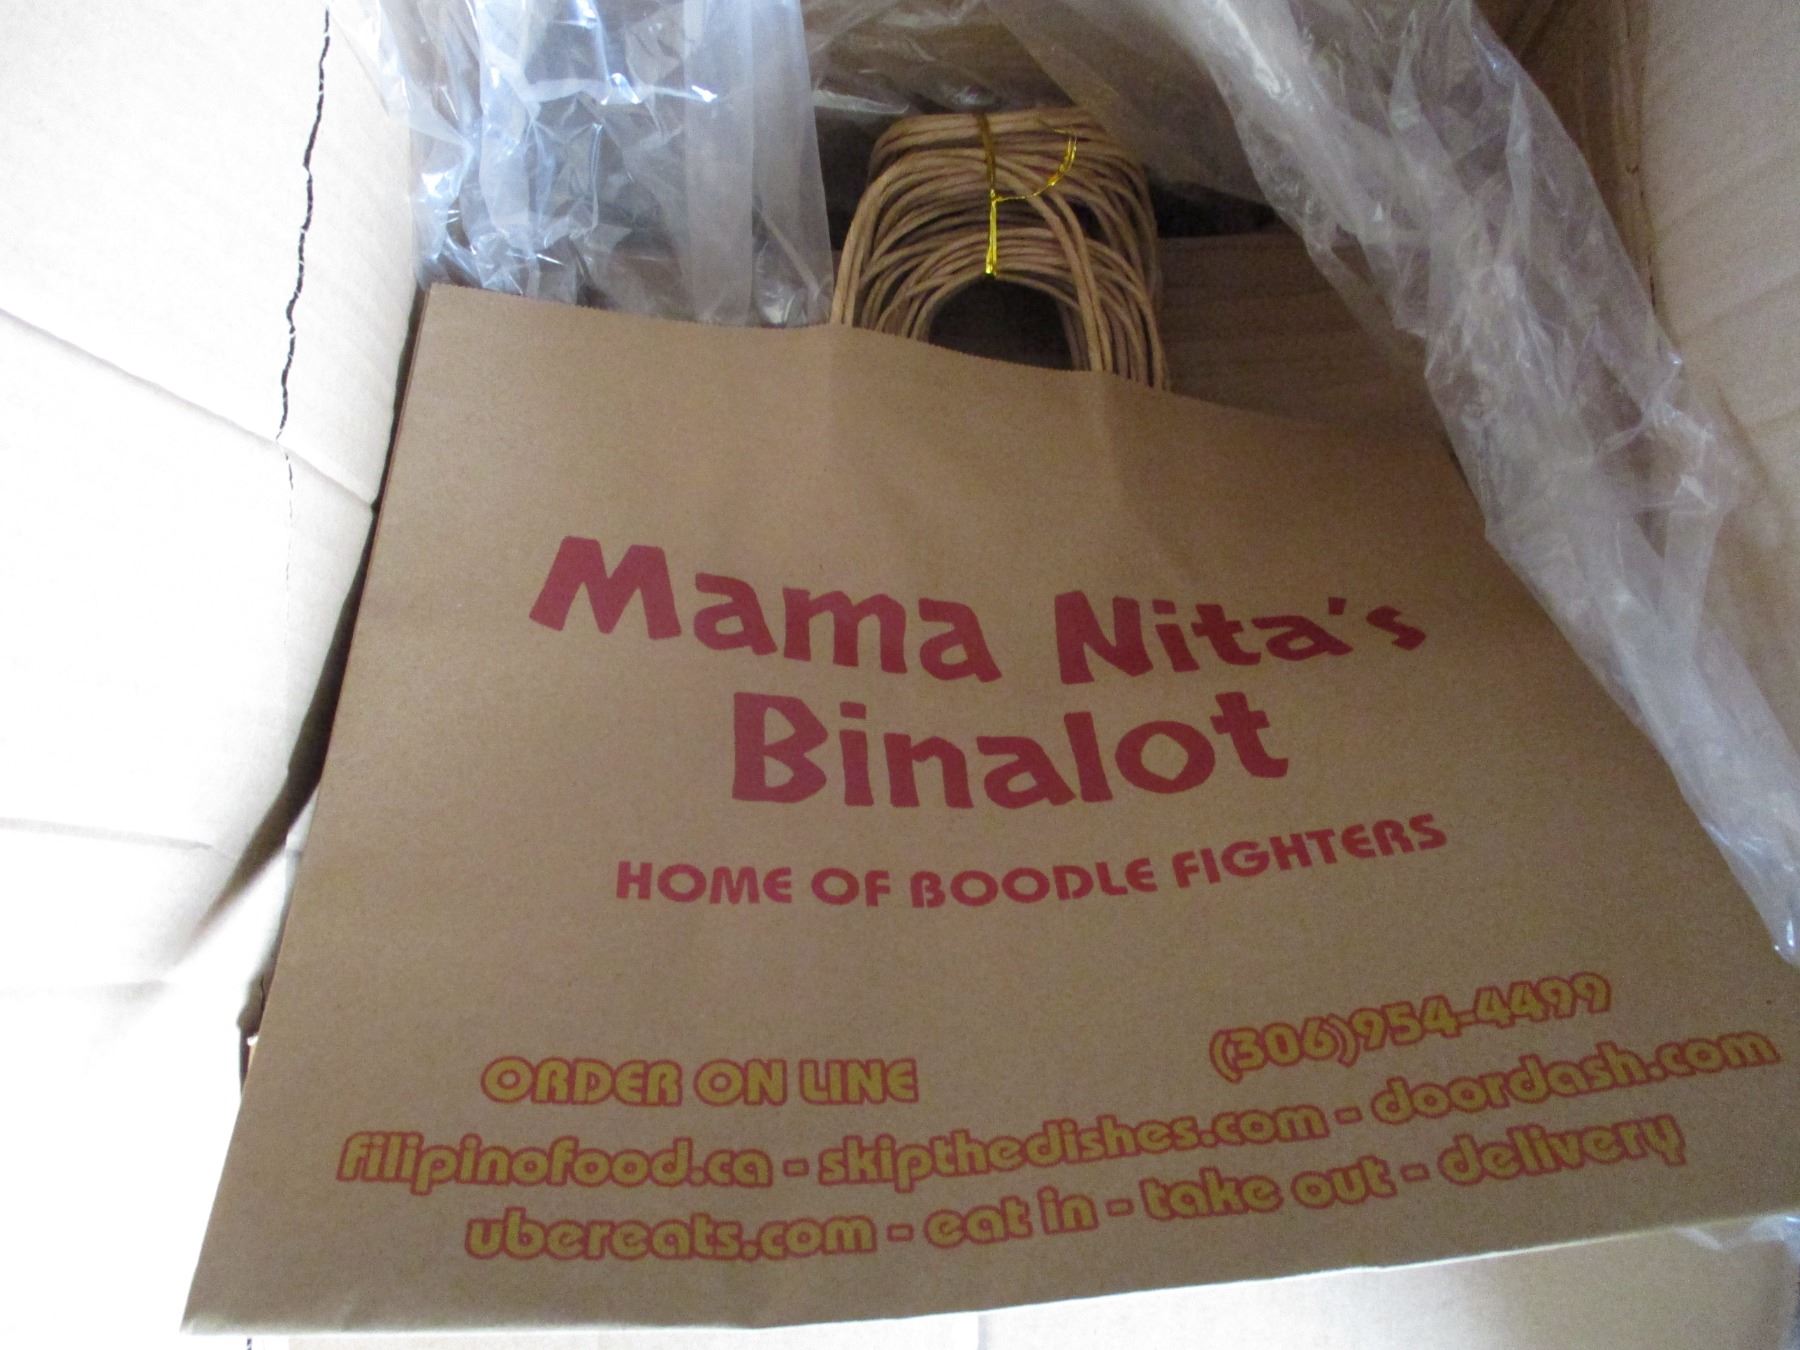 Mama Nita's
Binalot
HOME OF BOODLE FIGHTERS
ORDER ON LINE (306)954-4499
filipinofood.ca - skipthedishes.com - doordash.com
ubereats.com - eat in - take out - delivery